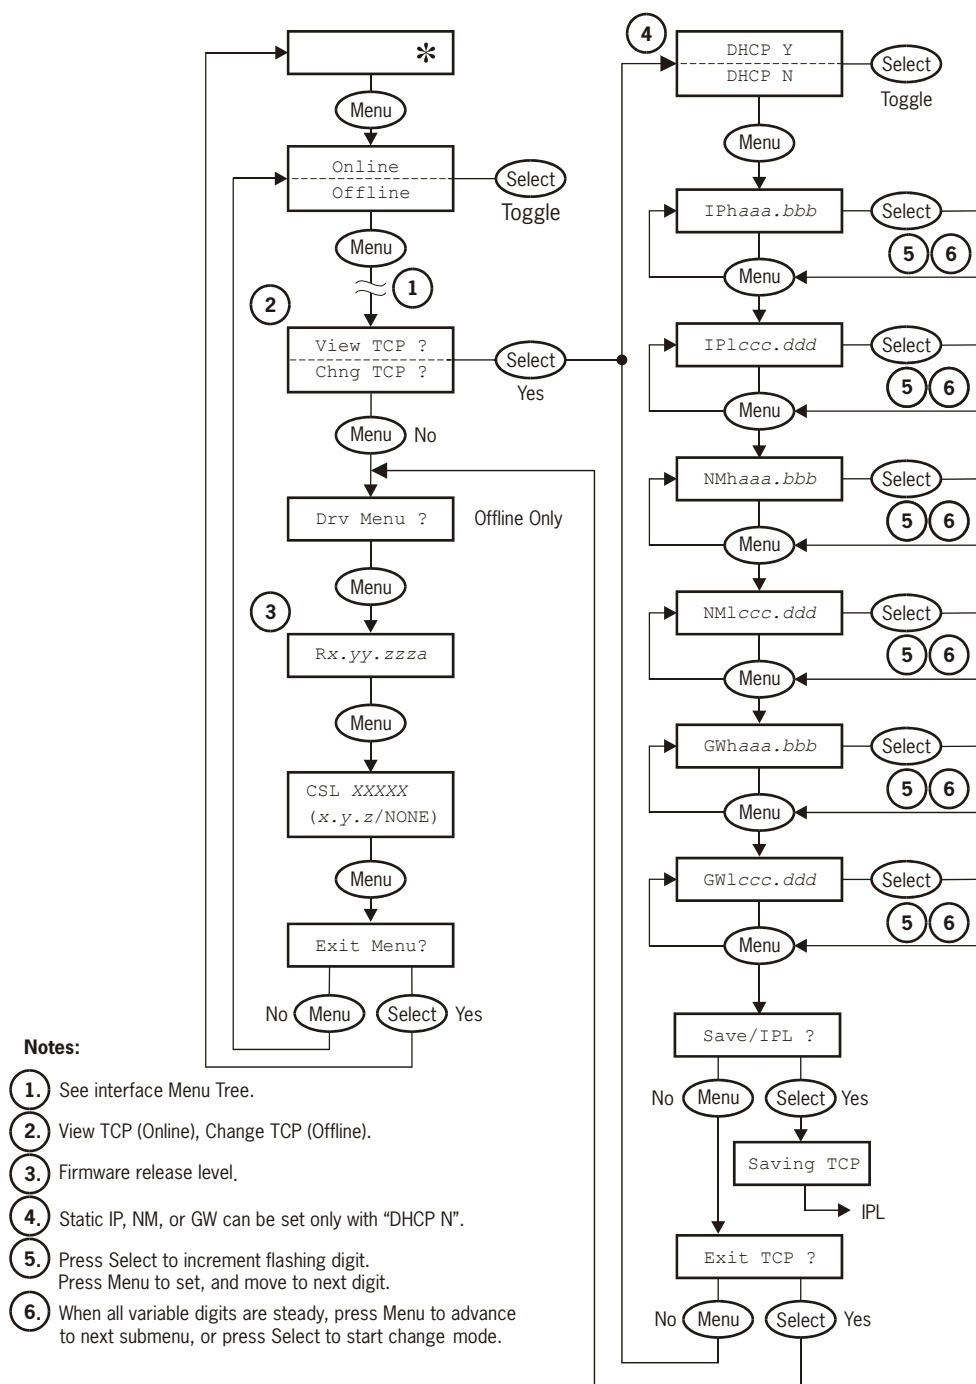 *
Menu
Online
Offline
Select
Toggle
Menu
1
2
View TCP ?
Chng TCP ?
Select
Yes
Menu No
Drv Menu ?
Offline Only
Menu
3
Rx.yy.zzza
Menu
CSL XXXXX
(x.y.z/NONE)
Menu
Exit Menu?
No Menu
Select Yes
4
DHCP Y
DHCP N
Select
Toggle
Menu
IPhaaa.bbb
Select
5 6
Menu
IPlccc.ddd
Select
5 6
Menu
NMhaaa.bbb
Select
5 6
Menu
NMlccc.ddd
Select
5 6
Menu
GWhaaa.bbb
Select
5 6
Menu
GWlccc.ddd
Select
5 6
Menu
Save/IPL ?
No Menu
Select Yes
Saving TCP
IPL
Exit TCP ?
No Menu
Select Yes
Notes:
1. See interface Menu Tree.
2. View TCP (Online), Change TCP (Offline).
3. Firmware release level.
4. Static IP, NM, or GW can be set only with “DHCP N”.
5. Press Select to increment flashing digit.
Press Menu to set, and move to next digit.
6. When all variable digits are steady, press Menu to advance
to next submenu, or press Select to start change mode.